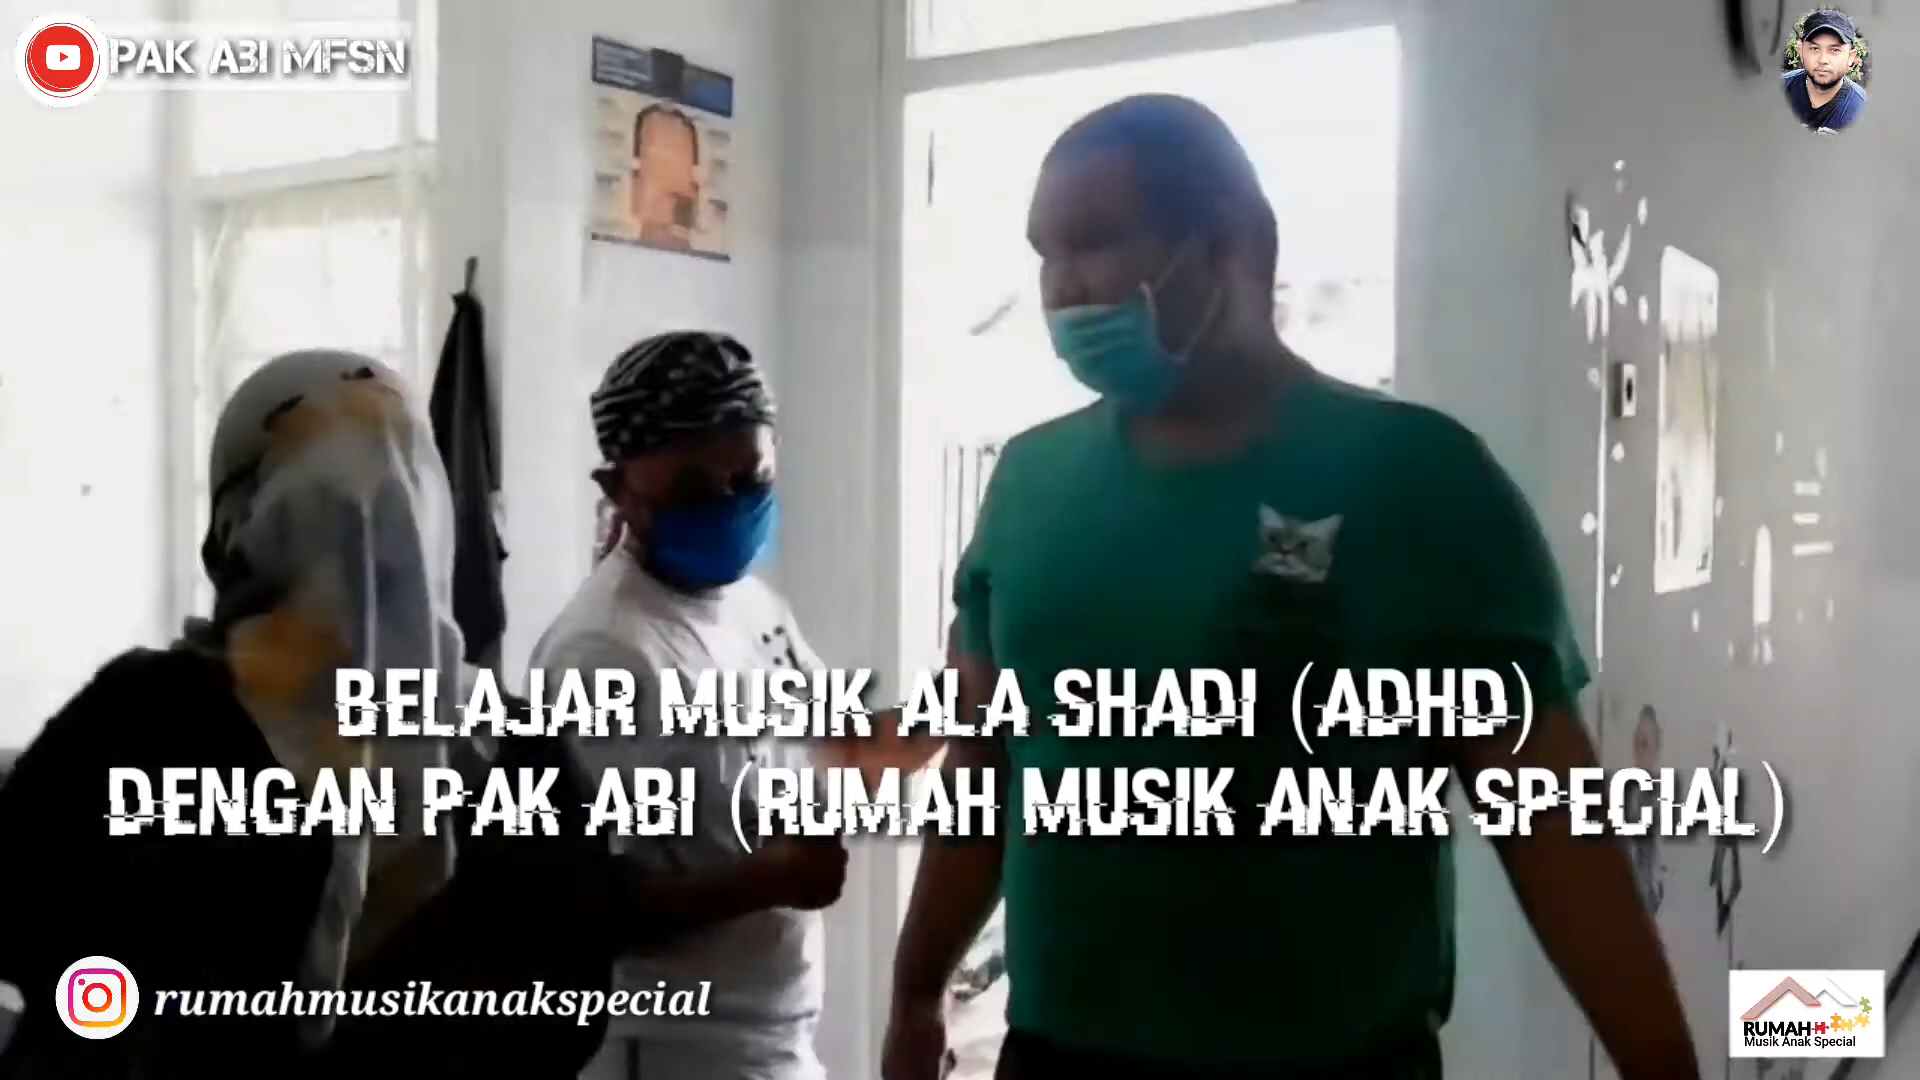 PAK ABI MFSN
BELAJAR MUSIK ALA SHADI (ADHD)
DENGAN PAK ABI (RUMAH MUSIK ANAK SPECIAL)
rumahmusikanakspecial
RUMAH
Musik Anak Special